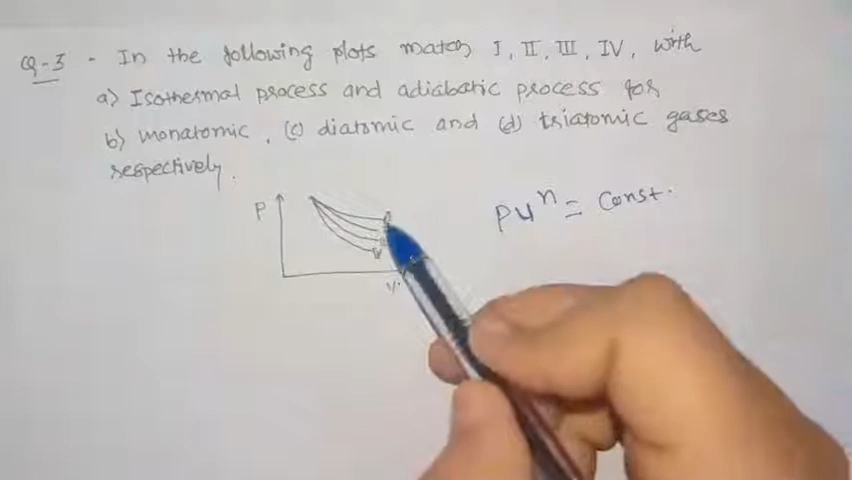 Q-3 - In the following plots match I, II, III, IV, with
a) Isothermal process and adiabatic process for
b) monatomic, (c) diatomic and (d) triatomic gases
respectively.
P
PVⁿ = Const.
V